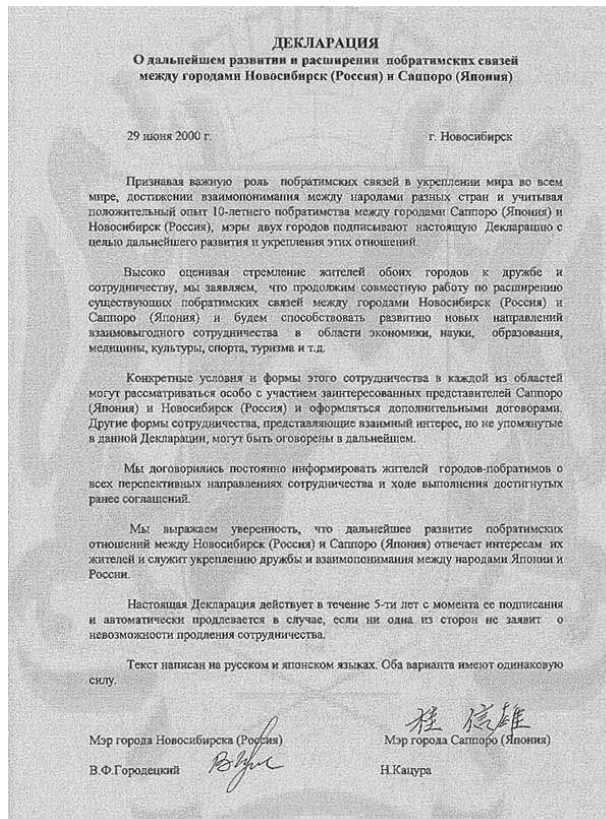 ДЕКЛАРАЦИЯ
О дальнейшем развитии и расширении побратимских связей
между городами Новосибирск (Россия) и Саппоро (Япония)
29 июня 2000 г. г. Новосибирск
Признавая важную роль побратимских связей в укреплении мира во всем
мире, достижении взаимопонимания между народами разных стран и учитывая
положительный опыт 10-летнего побратимства между городами Саппоро (Япония) и
Новосибирск (Россия), мэры двух городов подписывают настоящую Декларацию с
целью дальнейшего развития и укрепления этих отношений.
Высоко оценивая стремление жителей обоих городов к дружбе и
сотрудничеству, мы заявляем, что продолжим совместную работу по расширению
существующих побратимских связей между городами Новосибирск (Россия) и
Саппоро (Япония) и будем способствовать развитию новых направлений
взаимовыгодного сотрудничества в области экономики, науки, образования,
медицины, культуры, спорта, туризма и т.д.
Конкретные условия и формы этого сотрудничества в каждой из областей
могут рассматриваться особо с участием заинтересованных представителей Саппоро
(Япония) и Новосибирск (Россия) и оформляться дополнительными договорами.
Другие формы сотрудничества, представляющие взаимный интерес, но не упомянутые
в данной Декларации, могут быть оговорены в дальнейшем.
Мы договорились постоянно информировать жителей городов-побратимов о
всех перспективных направлениях сотрудничества и ходе выполнения достигнутых
ранее соглашений.
Мы выражаем уверенность, что дальнейшее развитие побратимских
отношений между Новосибирск (Россия) и Саппоро (Япония) отвечает интересам их
жителей и служит укреплению дружбы и взаимопонимания между народами Японии и
России.
Настоящая Декларация действует в течение 5-ти лет с момента ее подписания
и автоматически продлевается в случае, если ни одна из сторон не заявит о
невозможности продления сотрудничества.
Текст написан на русском и японском языках. Оба варианта имеют одинаковую
силу.
桂 信雄
Мэр города Новосибирска (Россия) Мэр города Саппоро (Япония)
В.Ф.Городецкий Н.Кацура